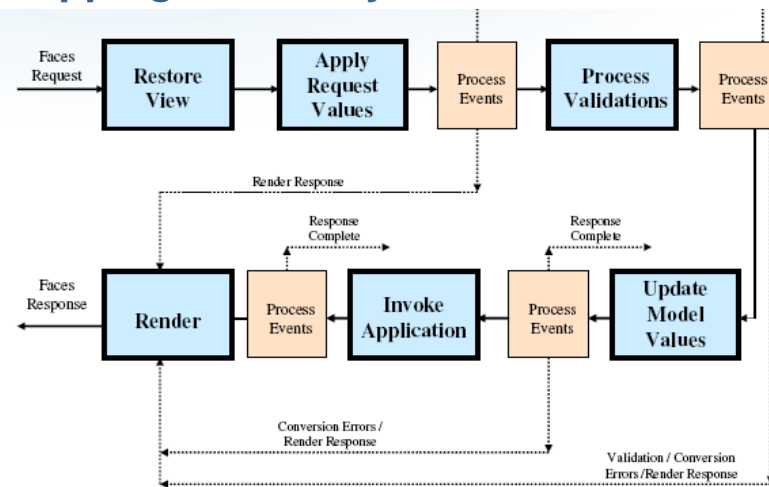 Faces
Request
Restore
View
Apply
Request
Values
Process
Events
Process
Validations
Process
Events
Render Response
Response
Complete
Response
Complete
Faces
Response
Render
Process
Events
Invoke
Application
Process
Events
Update
Model
Values
Conversion Errors /
Render Response
Validation / Conversion
Errors/Render Response